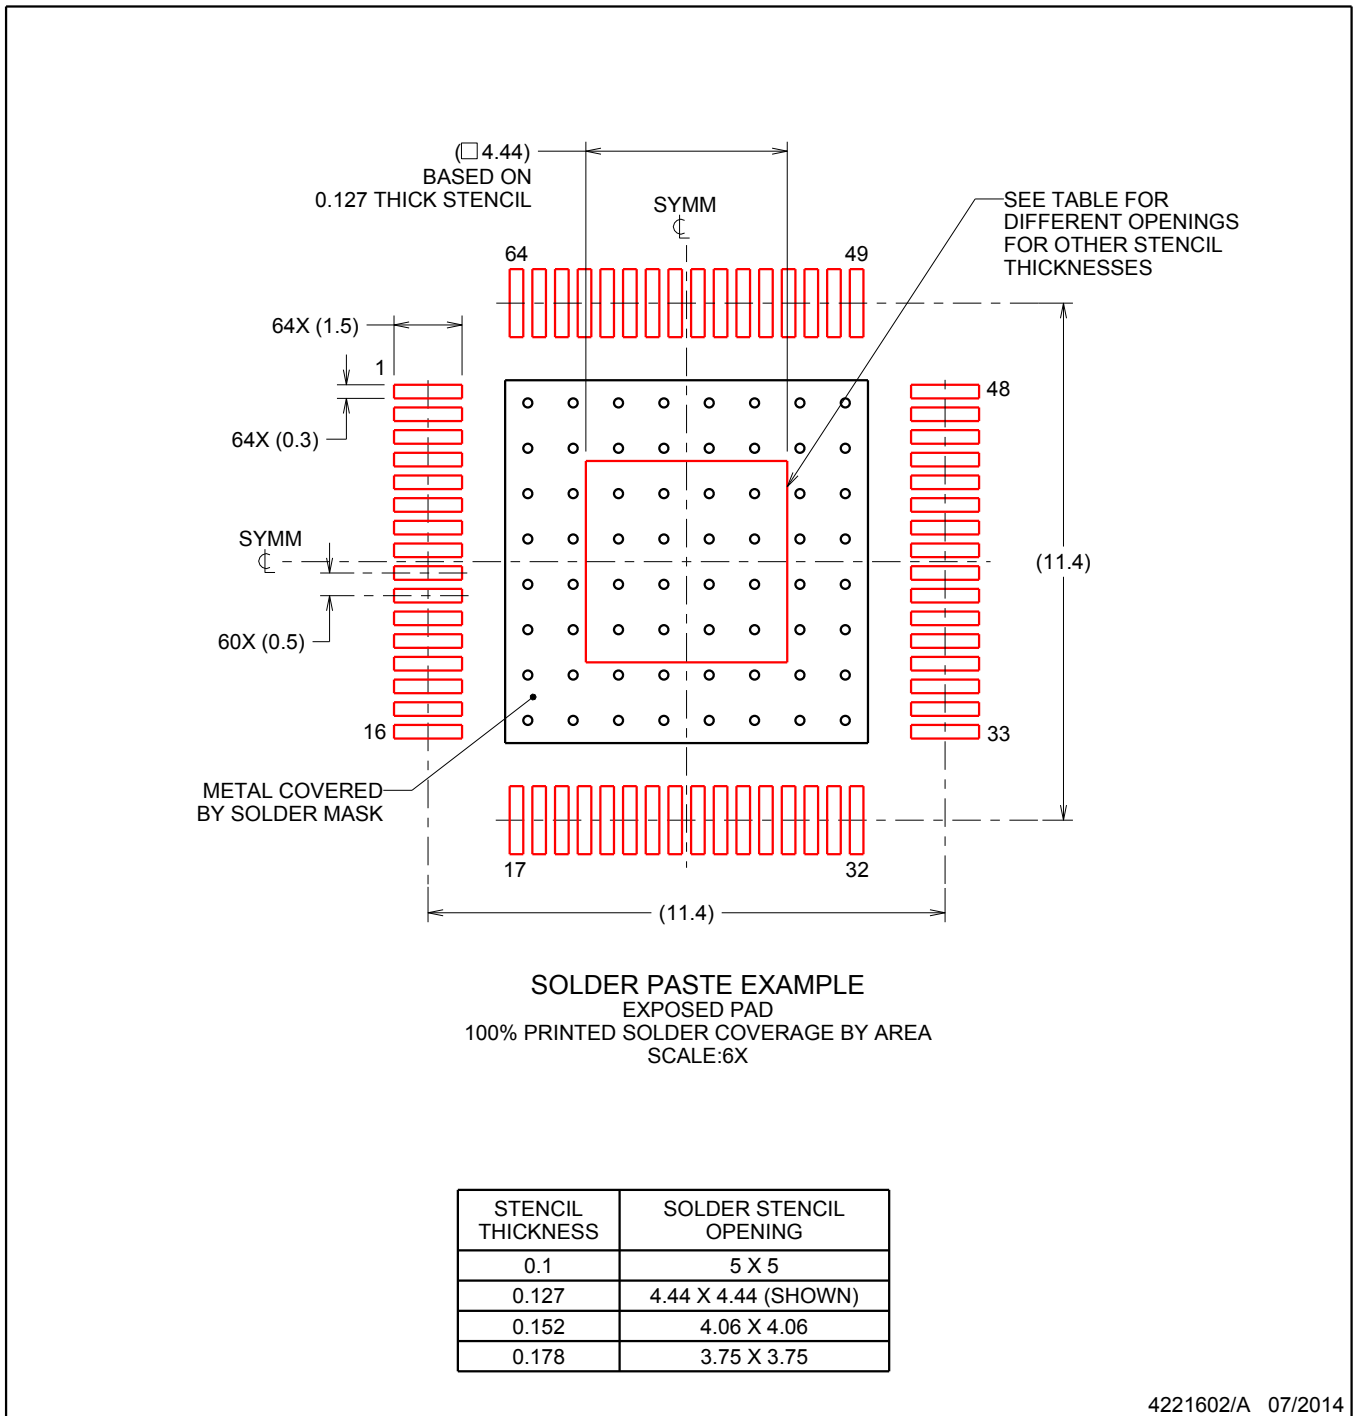 (□ 4.44)
BASED ON
0.127 THICK STENCIL
SYMM
℄
SEE TABLE FOR
DIFFERENT OPENINGS
FOR OTHER STENCIL
THICKNESSES
64
49
64X (1.5)
1
48
64X (0.3)
SYMM
℄
(11.4)
60X (0.5)
16
33
METAL COVERED
BY SOLDER MASK
17
32
(11.4)
SOLDER PASTE EXAMPLE
EXPOSED PAD
100% PRINTED SOLDER COVERAGE BY AREA
SCALE:6X
STENCIL THICKNESS
SOLDER STENCIL OPENING
0.1
5 X 5
0.127
4.44 X 4.44 (SHOWN)
0.152
4.06 X 4.06
0.178
3.75 X 3.75
4221602/A 07/2014